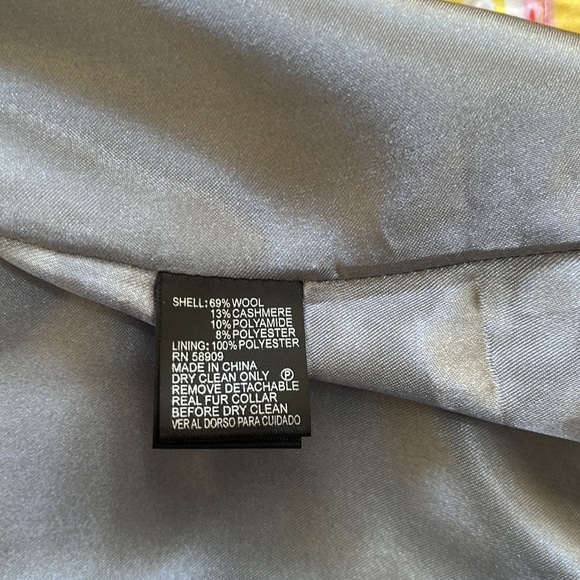 SHELL: 69% WOOL
13% CASHMERE
10% POLYAMIDE
8% POLYESTER
LINING: 100% POLYESTER
RN 58909
MADE IN CHINA
DRY CLEAN ONLY Ⓟ
REMOVE DETACHABLE
REAL FUR COLLAR
BEFORE DRY CLEAN
VER AL DORSO PARA CUIDADO